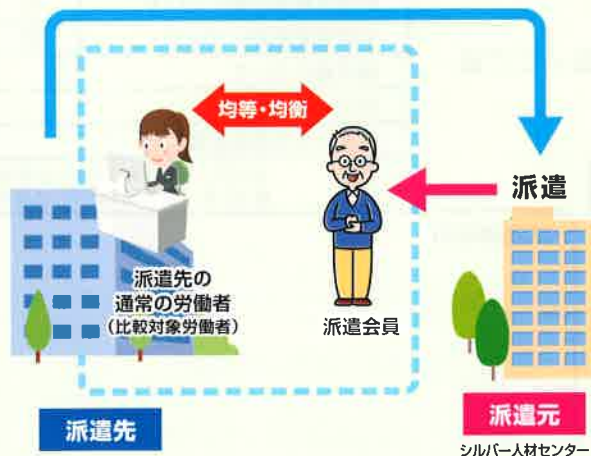 均等・均衡
派遣
派遣先の
通常の労働者
(比較対象労働者)
派遣会員
派遣先
派遣元
シルバー人材センター